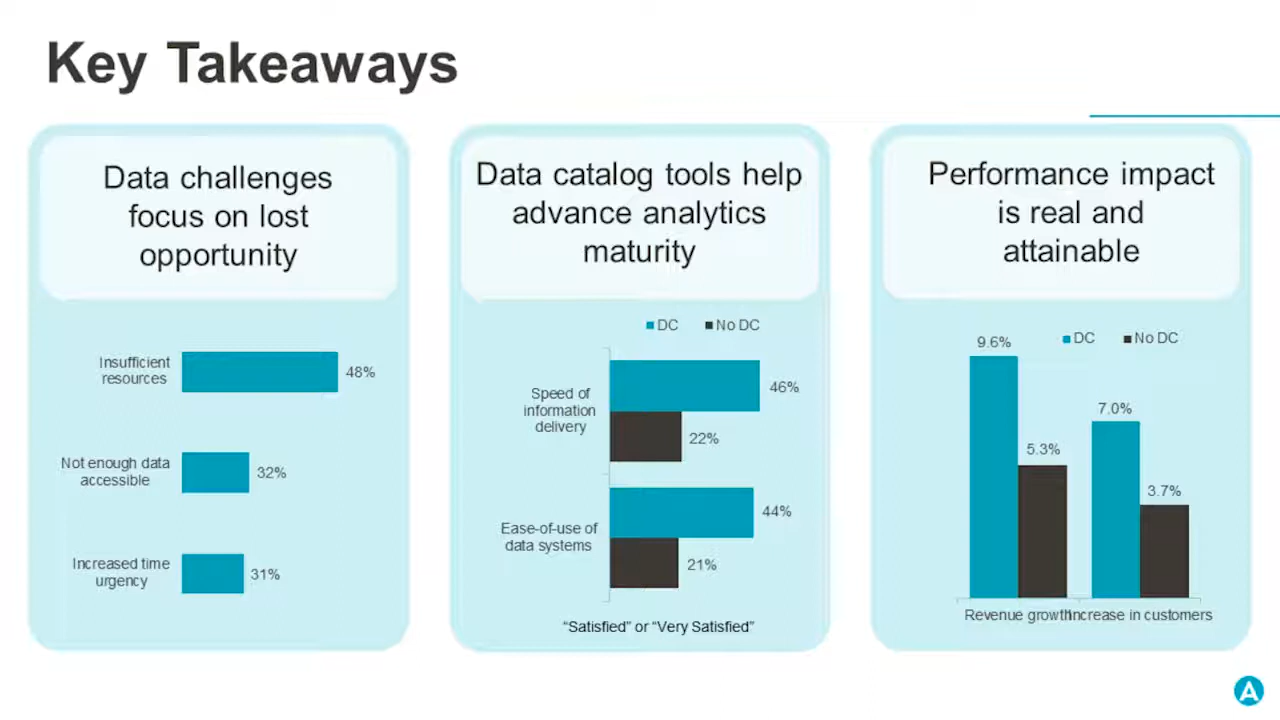 Key Takeaways
Data challenges
focus on lost
opportunity
Insufficient
resources
48%
Not enough data
accessible
32%
Increased time
urgency
31%
Data catalog tools help
advance analytics
maturity
DC
No DC
Speed of
information
delivery
46%
22%
Ease-of-use of
data systems
44%
21%
“Satisfied” or “Very Satisfied”
Performance impact
is real and
attainable
DC
No DC
9.6%
5.3%
7.0%
3.7%
Revenue growth
Increase in customers
A